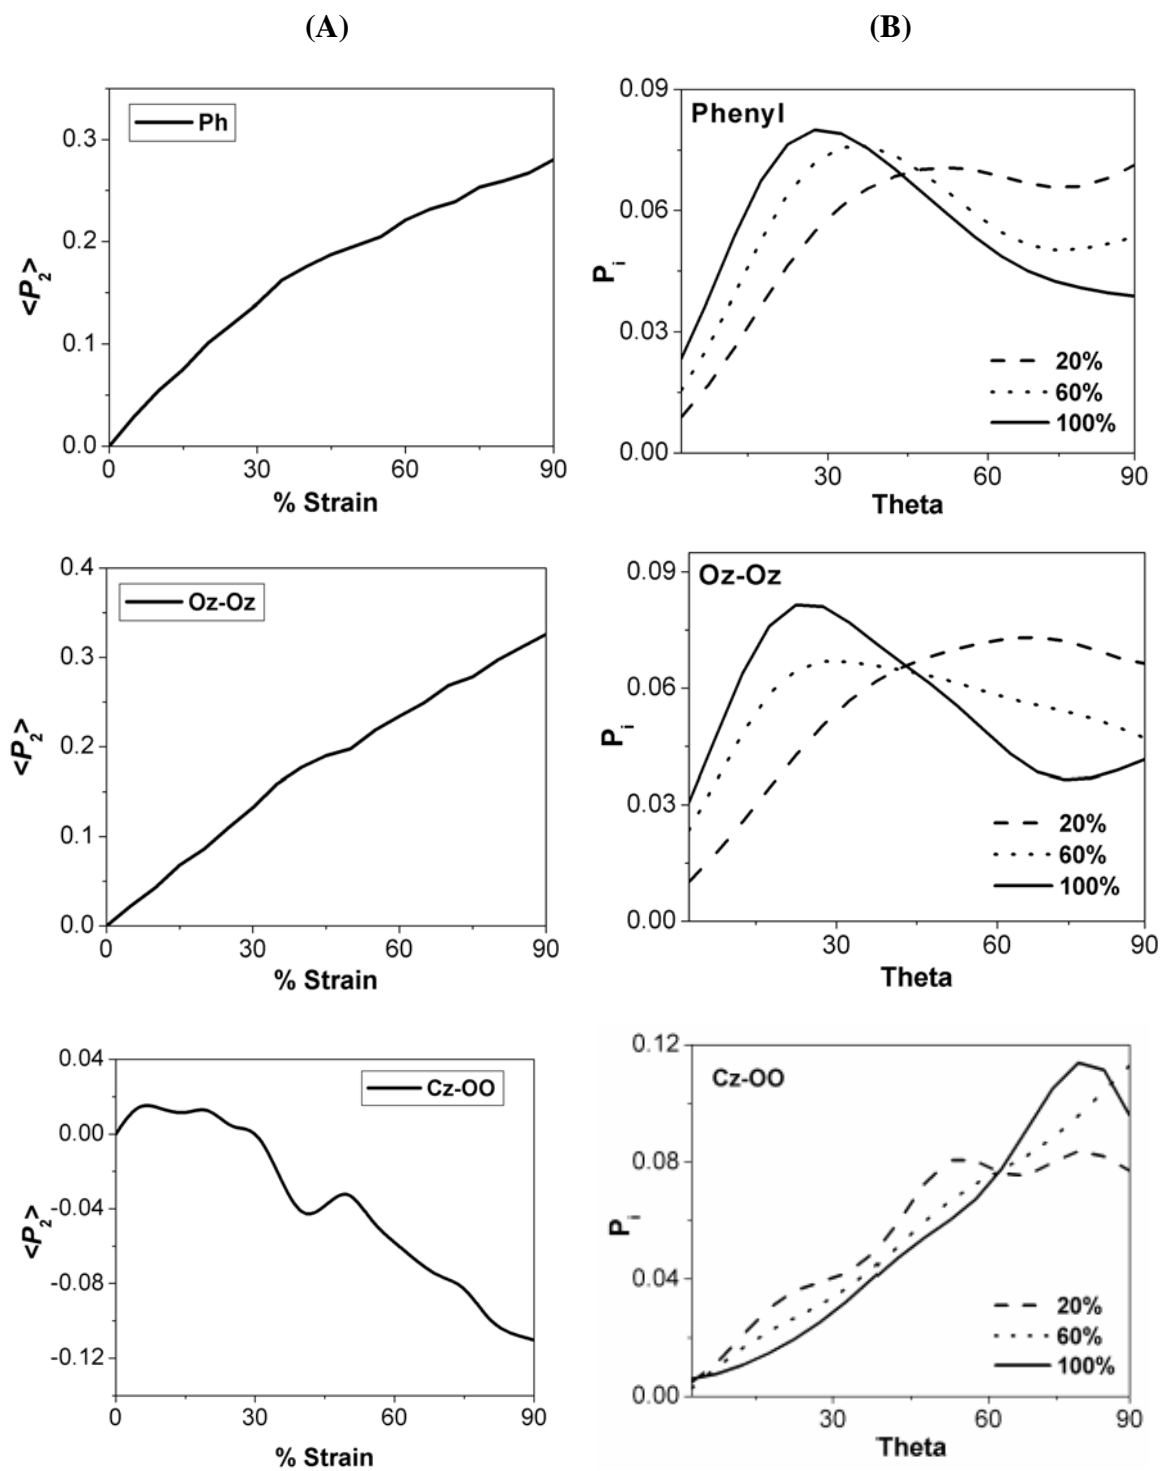 (A)
(B)
Ph
0.3
0.2
0.1
0.0
<P2>
0 30 60 90
% Strain
Phenyl
0.09
0.06
0.03
0.00
Pi
20%
60%
100%
30 60 90
Theta
Oz-Oz
0.4
0.3
0.2
0.1
0.0
<P2>
0 30 60 90
% Strain
Oz-Oz
0.09
0.06
0.03
0.00
Pi
20%
60%
100%
30 60 90
Theta
Cz-OO
0.04
0.00
-0.04
-0.08
-0.12
<P2>
0 30 60 90
% Strain
Cz-OO
0.12
0.08
0.04
0.00
Pi
20%
60%
100%
30 60 90
Theta